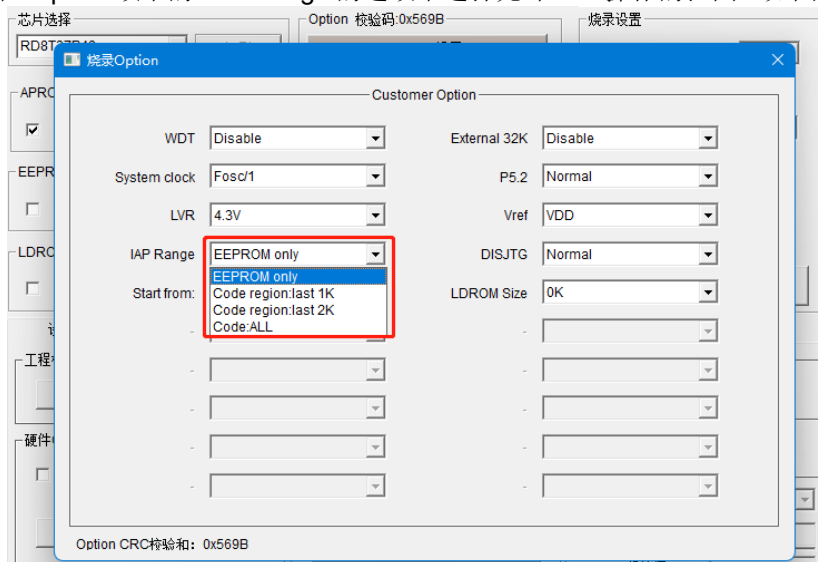 芯片选择
Option 校验码:0x569B
烧录设置
烧录Option
Customer Option
WDT Disable External 32K Disable
System clock Fosc/1 P5.2 Normal
LVR 4.3V Vref VDD
IAP Range EEPROM only DISJTG Normal
EEPROM only
Start from: Code region:last 1K LDROM Size 0K
Code region:last 2K
Code:ALL
- -
- -
- -
- -
- -
APRO
EEPR
LDRO
工程
硬件
Option CRC校验和: 0x569B